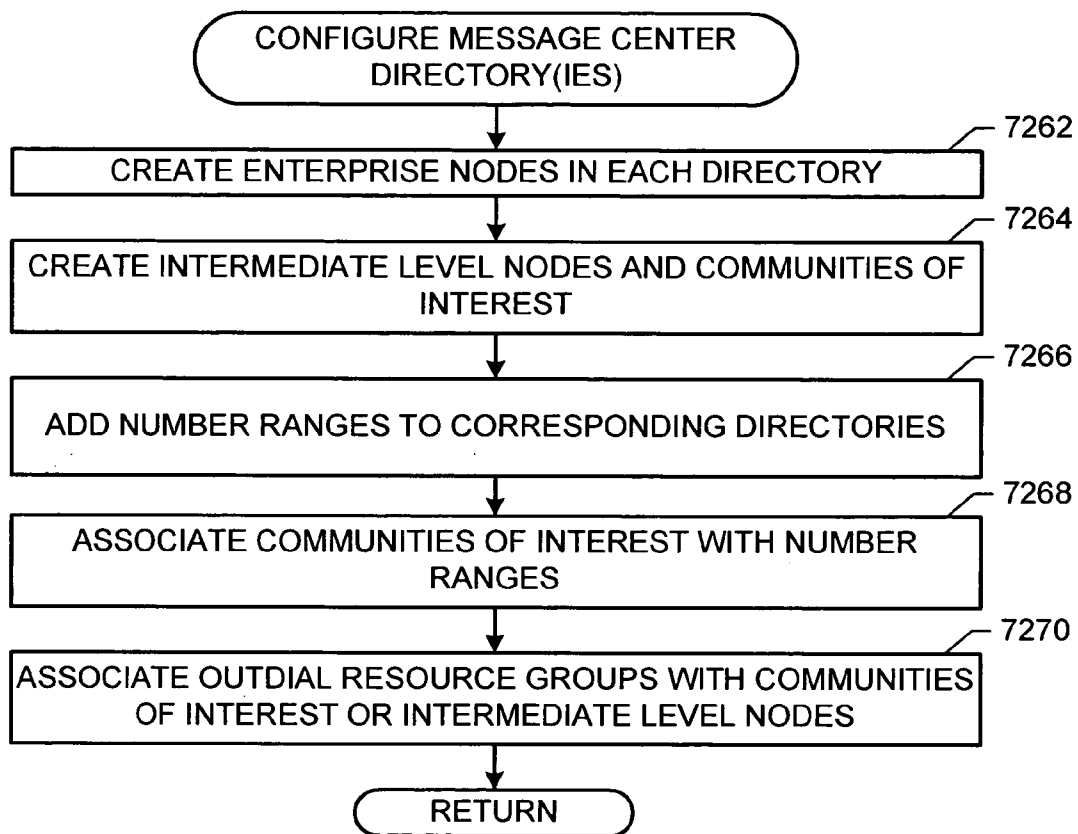 CONFIGURE MESSAGE CENTER
DIRECTORY(IES)
7262
CREATE ENTERPRISE NODES IN EACH DIRECTORY
7264
CREATE INTERMEDIATE LEVEL NODES AND COMMUNITIES OF
INTEREST
7266
ADD NUMBER RANGES TO CORRESPONDING DIRECTORIES
7268
ASSOCIATE COMMUNITIES OF INTEREST WITH NUMBER
RANGES
7270
ASSOCIATE OUTDIAL RESOURCE GROUPS WITH COMMUNITIES
OF INTEREST OR INTERMEDIATE LEVEL NODES
RETURN